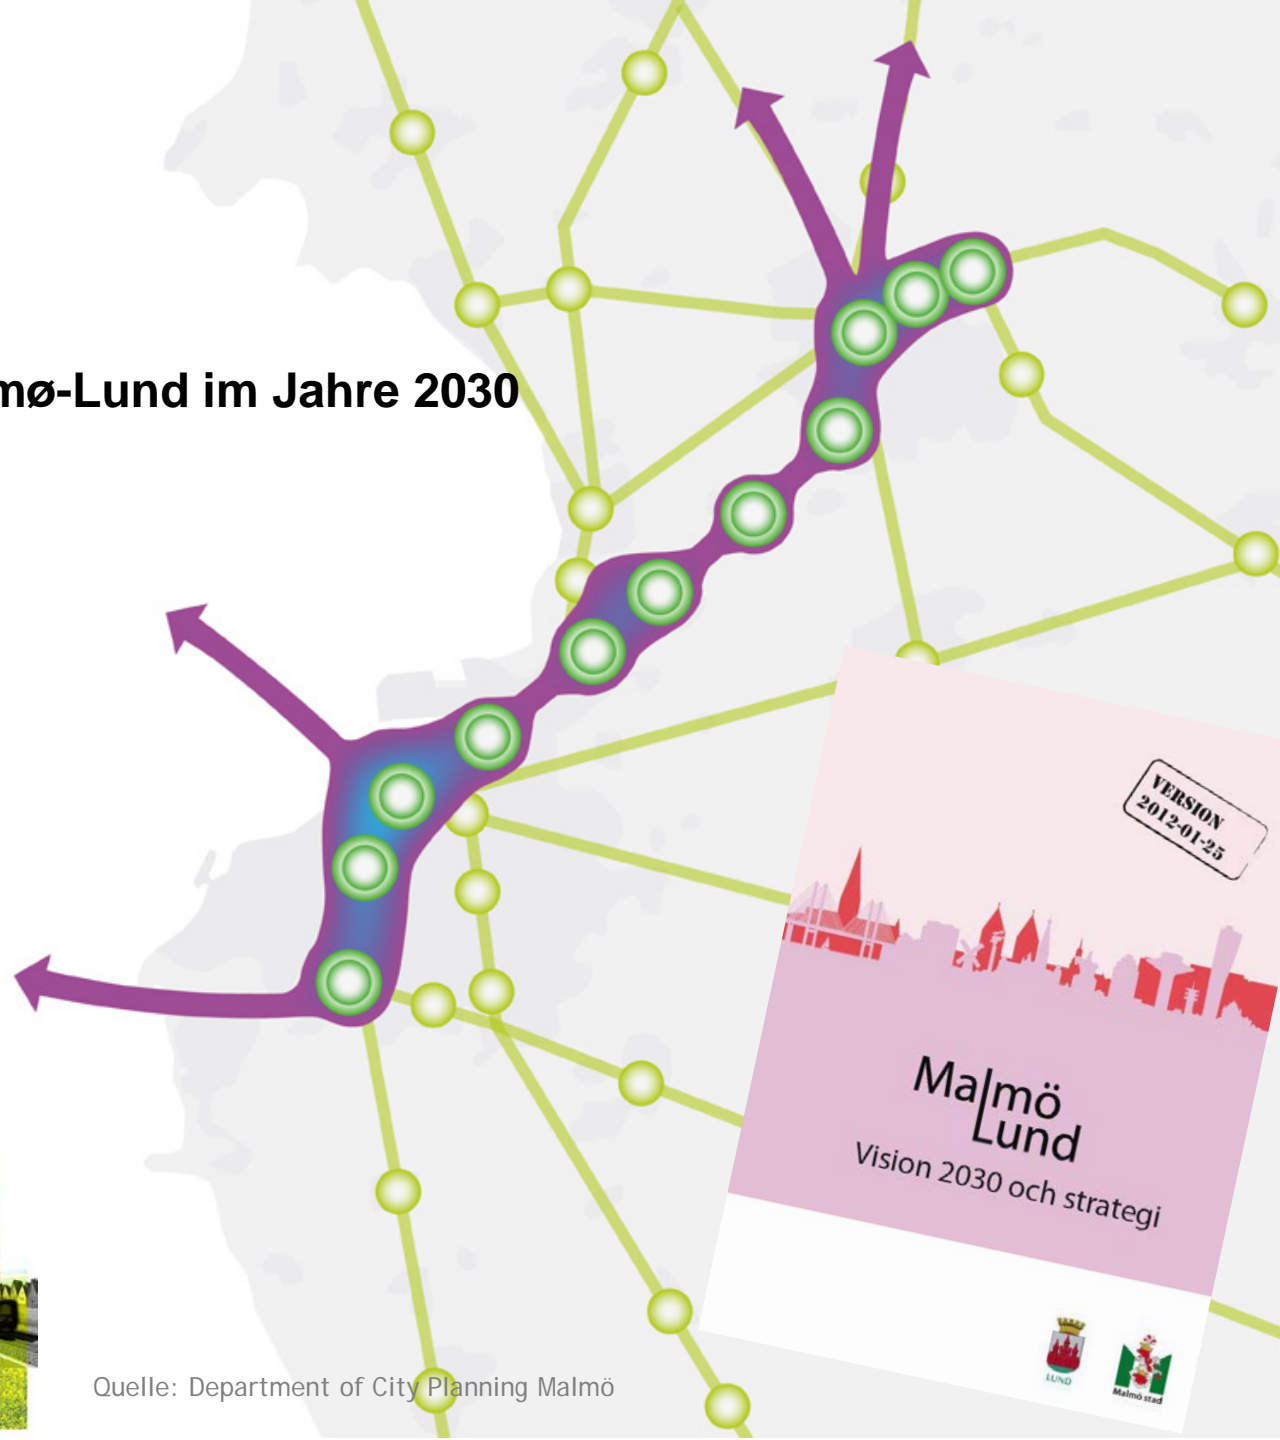 mø-Lund im Jahre 2030
VERSION
2012-01-25
Malmö
Lund
Vision 2030 och strategi
LUND
Malmö stad
Quelle: Department of City Planning Malmö